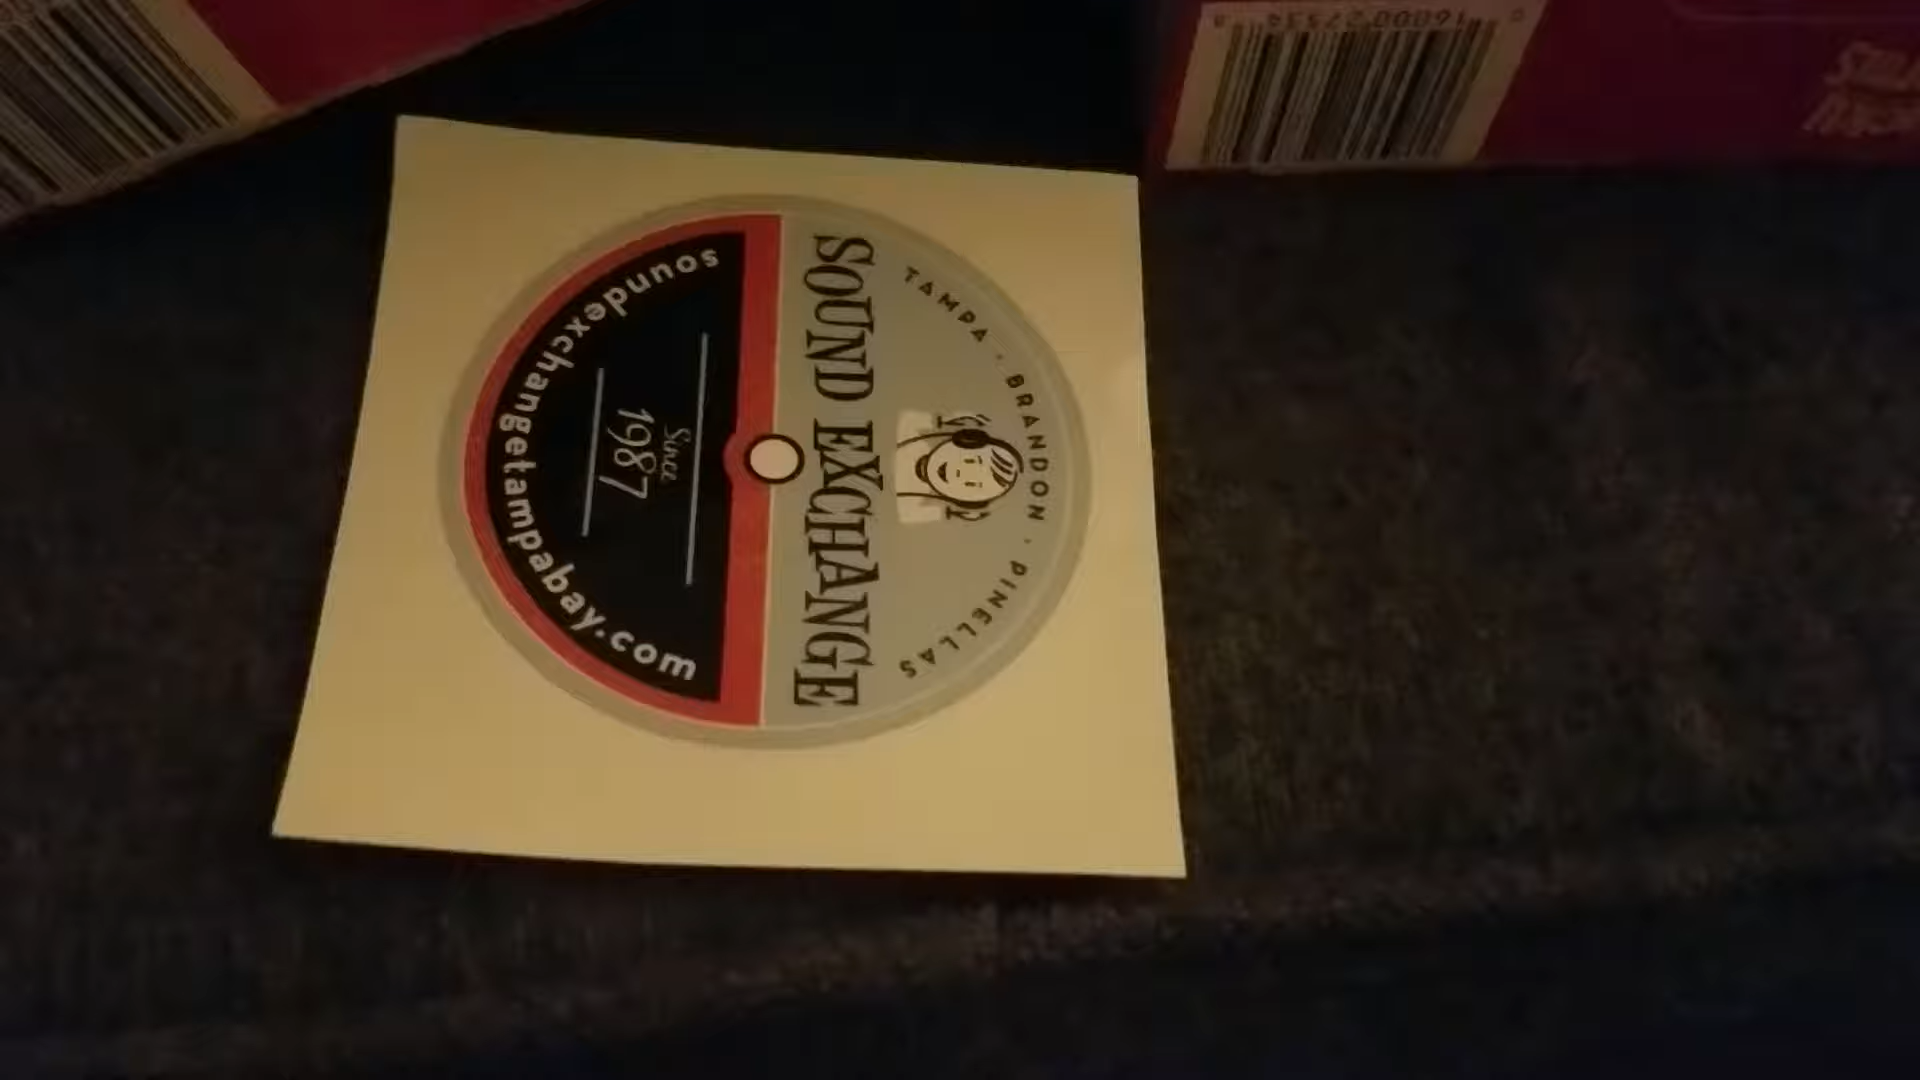 TAMPA · BRANDON · PINELLAS
SOUND EXCHANGE
Since
1987
soundexchangetampabay.com